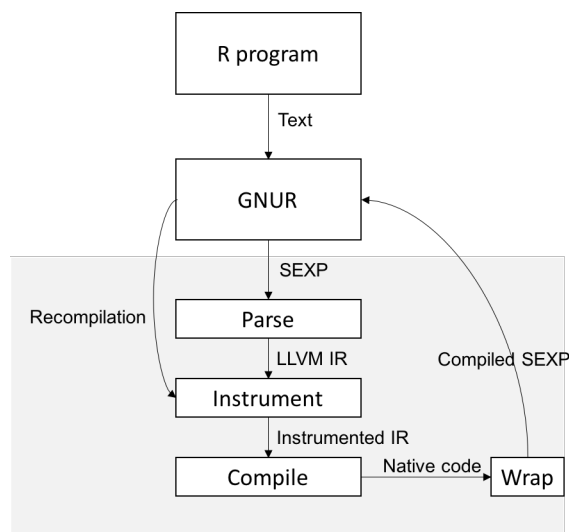 R program
Text
GNUR
SEXP
Recompilation
Parse
LLVM IR
Compiled SEXP
Instrument
Instrumented IR
Compile
Native code
Wrap